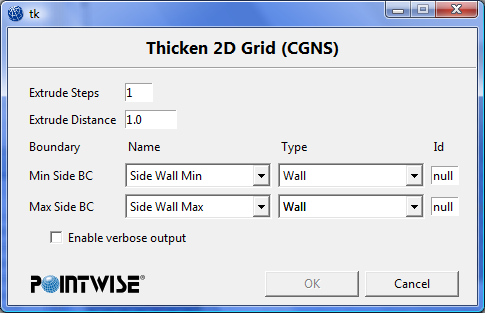 tk
Thicken 2D Grid (CGNS)
Extrude Steps 1
Extrude Distance 1.0
Boundary Name Type Id
Min Side BC Side Wall Min Wall null
Max Side BC Side Wall Max Wall null
Enable verbose output
POINTWISE® OK Cancel